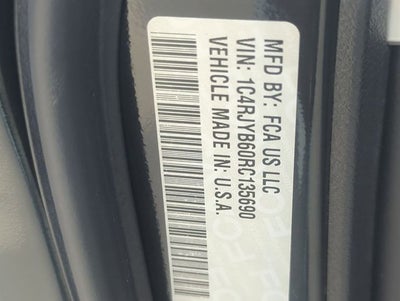 MFD BY: FCA US LLC
VIN: 1C4RJYB60RC135690
VEHICLE MADE IN: U.S.A.